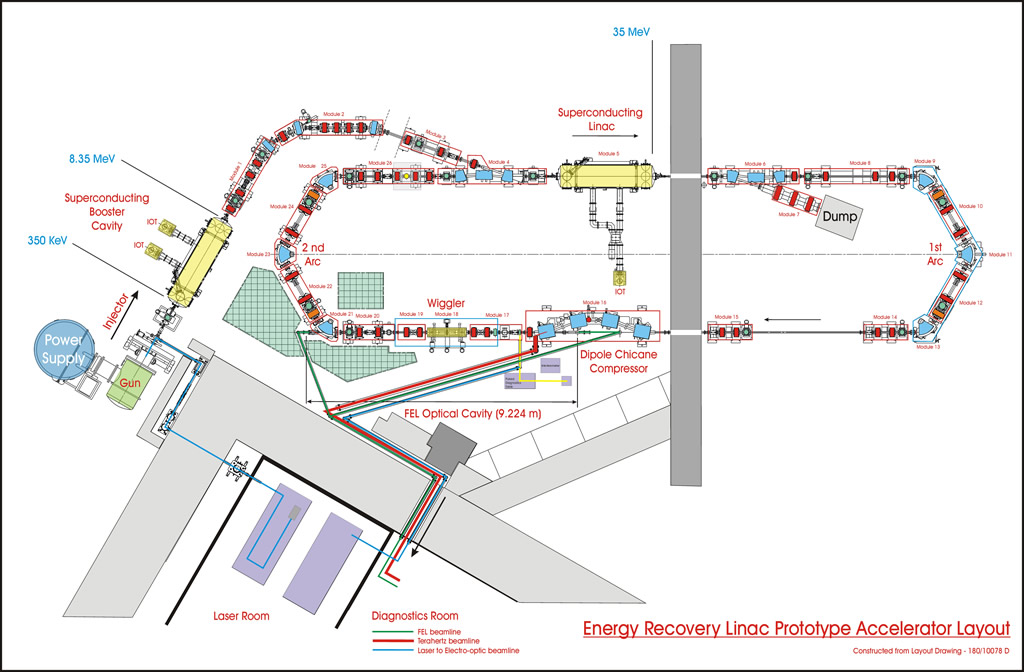 35 MeV
Module 2
Superconducting
Linac
Module 3
8.35 MeV
Module 1
Module 25
Module 26
Module 4
Module 5
Module 6
Module 8
Module 9
Superconducting
Booster
Cavity
IOT
IOT
350 KeV
Module 24
Module 7
Dump
Module 10
Module 23
2 nd
Arc
1st
Arc
Module 11
IOT
Module 22
Injector
Wiggler
Module 16
Module 12
Module 21
Module 20
Module 19
Module 18
Module 17
Module 15
Module 14
Module 13
Power
Supply
Gun
Dipole Chicane
Compressor
FEL Optical Cavity (9.224 m)
Laser Room
Diagnostics Room
FEL beamline
Terahertz beamline
Laser to Electro-optic beamline
Energy Recovery Linac Prototype Accelerator Layout
Constructed from Layout Drawing - 180/10078 D